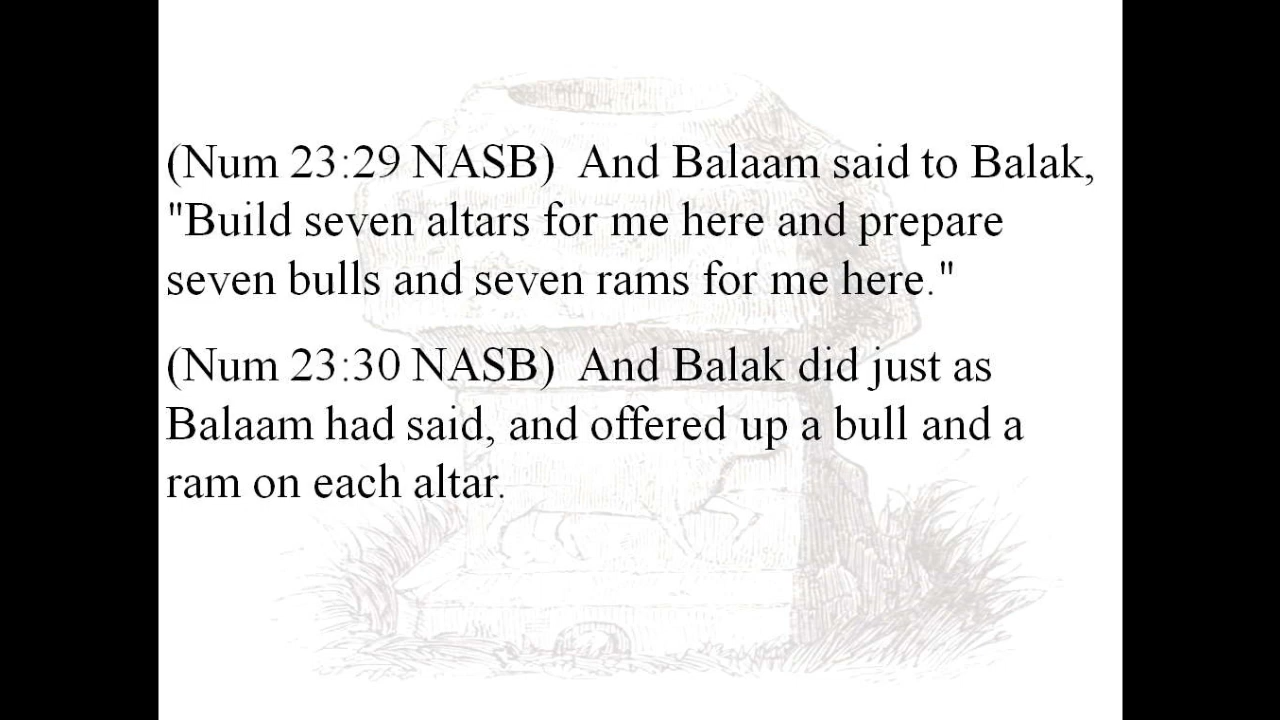 (Num 23:29 NASB)  And Balaam said to Balak,
"Build seven altars for me here and prepare
seven bulls and seven rams for me here."
(Num 23:30 NASB)  And Balak did just as
Balaam had said, and offered up a bull and a
ram on each altar.